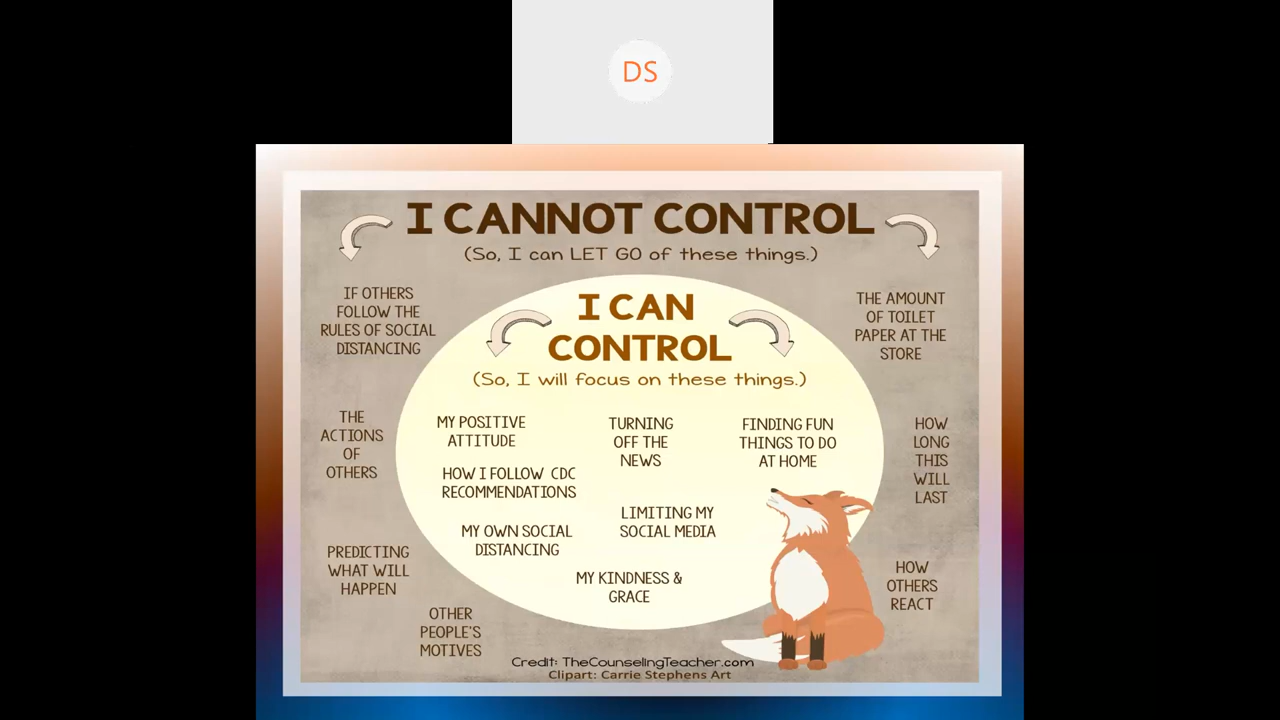 DS
I CANNOT CONTROL
(So, I can LET GO of these things.)
IF OTHERS
FOLLOW THE
RULES OF SOCIAL
DISTANCING
THE AMOUNT
OF TOILET
PAPER AT THE
STORE
I CAN
CONTROL
(So, I will focus on these things.)
THE
ACTIONS
OF
OTHERS
MY POSITIVE
ATTITUDE
TURNING
OFF THE
NEWS
FINDING FUN
THINGS TO DO
AT HOME
HOW
LONG
THIS
WILL
LAST
HOW I FOLLOW CDC
RECOMMENDATIONS
LIMITING MY
SOCIAL MEDIA
MY OWN SOCIAL
DISTANCING
PREDICTING
WHAT WILL
HAPPEN
MY KINDNESS &
GRACE
HOW
OTHERS
REACT
OTHER
PEOPLE'S
MOTIVES
Credit: TheCounselingTeacher.com
Clipart: Carrie Stephens Art